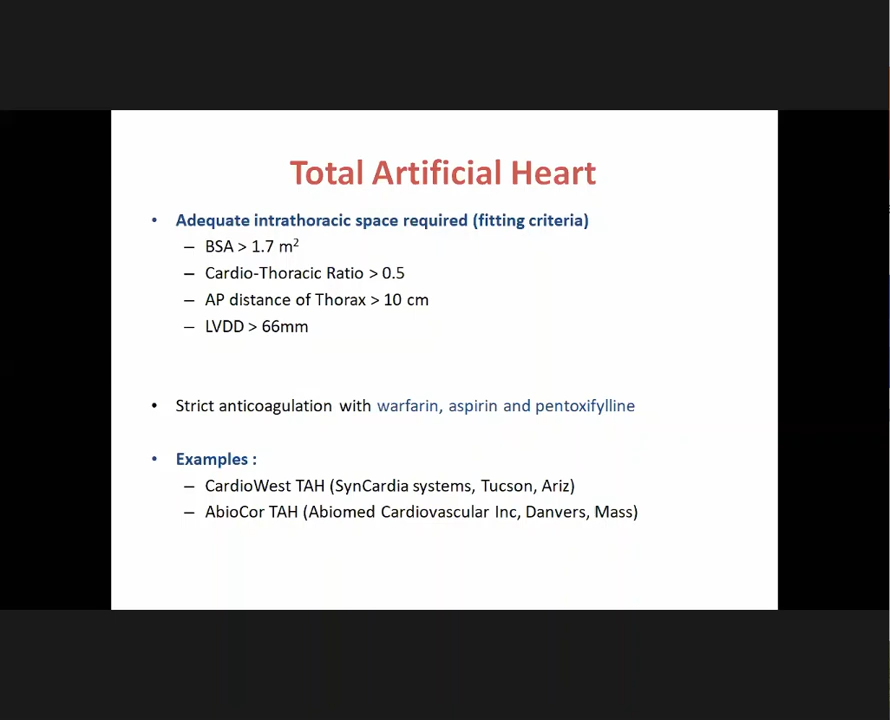 Total Artificial Heart
• Adequate intrathoracic space required (fitting criteria)
– BSA > 1.7 m²
– Cardio-Thoracic Ratio > 0.5
– AP distance of Thorax > 10 cm
– LVDD > 66mm
• Strict anticoagulation with warfarin, aspirin and pentoxifylline
• Examples :
– CardioWest TAH (SynCardia systems, Tucson, Ariz)
– AbioCor TAH (Abiomed Cardiovascular Inc, Danvers, Mass)